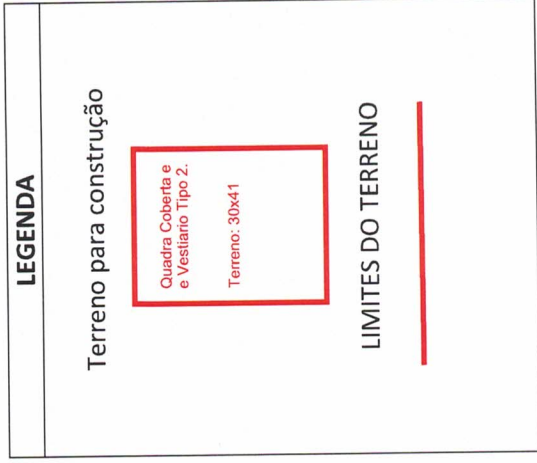 LEGENDA
Terreno para construção
Quadra Coberta e
e Vestiario Tipo 2.
Terreno: 30x41
LIMITES DO TERRENO